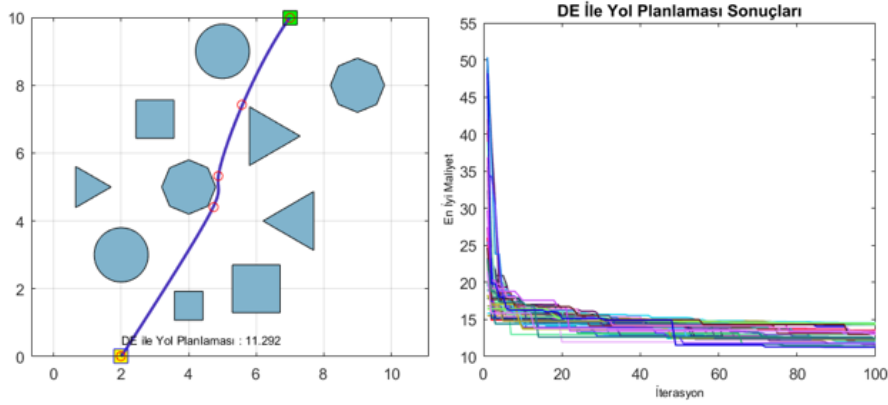 10
8
6
4
2
0
0 2 4 6 8 10
DE ile Yol Planlaması : 11.292
DE İle Yol Planlaması Sonuçları
En İyi Maliyet
55
50
45
40
35
30
25
20
15
10
0 20 40 60 80 100
İterasyon